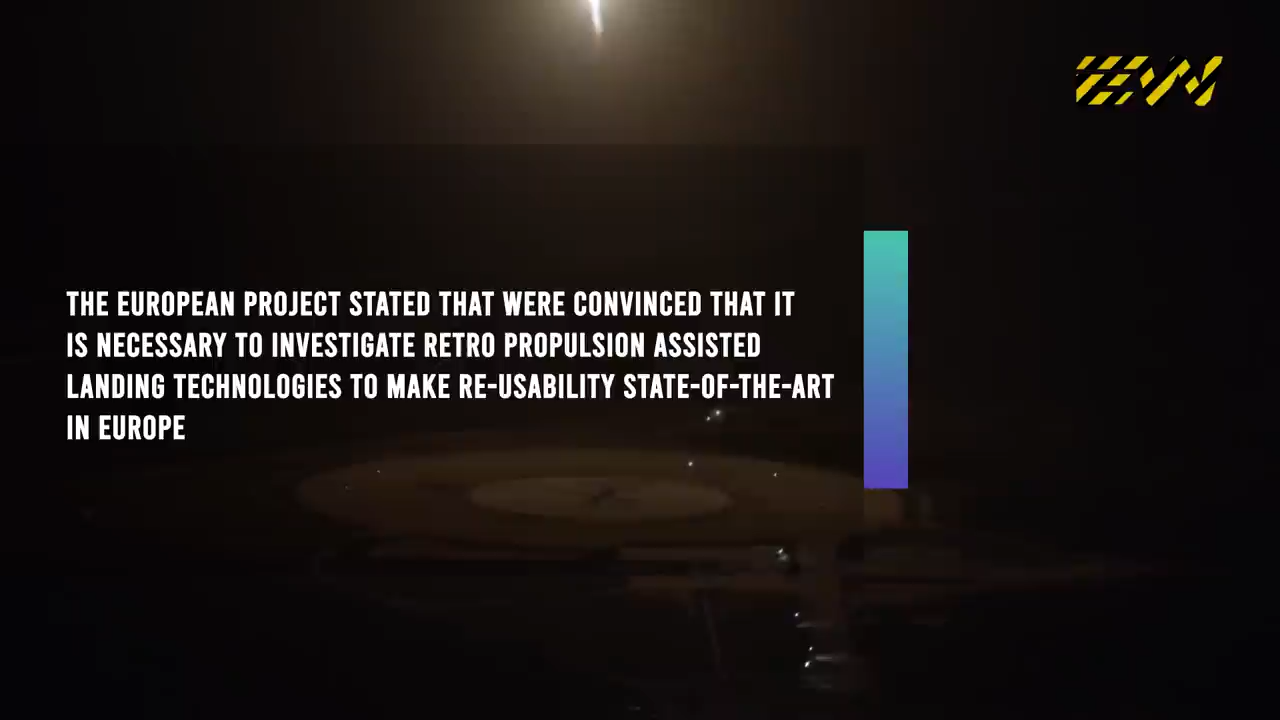 THE EUROPEAN PROJECT STATED THAT WERE CONVINCED THAT IT
IS NECESSARY TO INVESTIGATE RETRO PROPULSION ASSISTED
LANDING TECHNOLOGIES TO MAKE RE-USABILITY STATE-OF-THE-ART
IN EUROPE